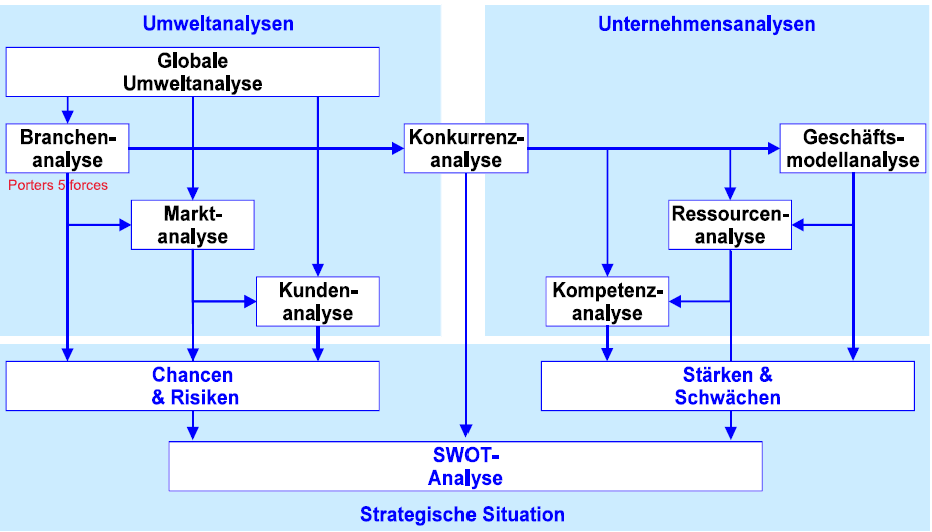 Umweltanalysen
Unternehmensanalysen
Globale
Umweltanalyse
Branchen-
analyse
Porters 5 forces
Konkurrenz-
analyse
Geschäfts-
modellanalyse
Markt-
analyse
Ressourcen-
analyse
Kunden-
analyse
Kompetenz-
analyse
Chancen
& Risiken
Stärken &
Schwächen
SWOT-
Analyse
Strategische Situation